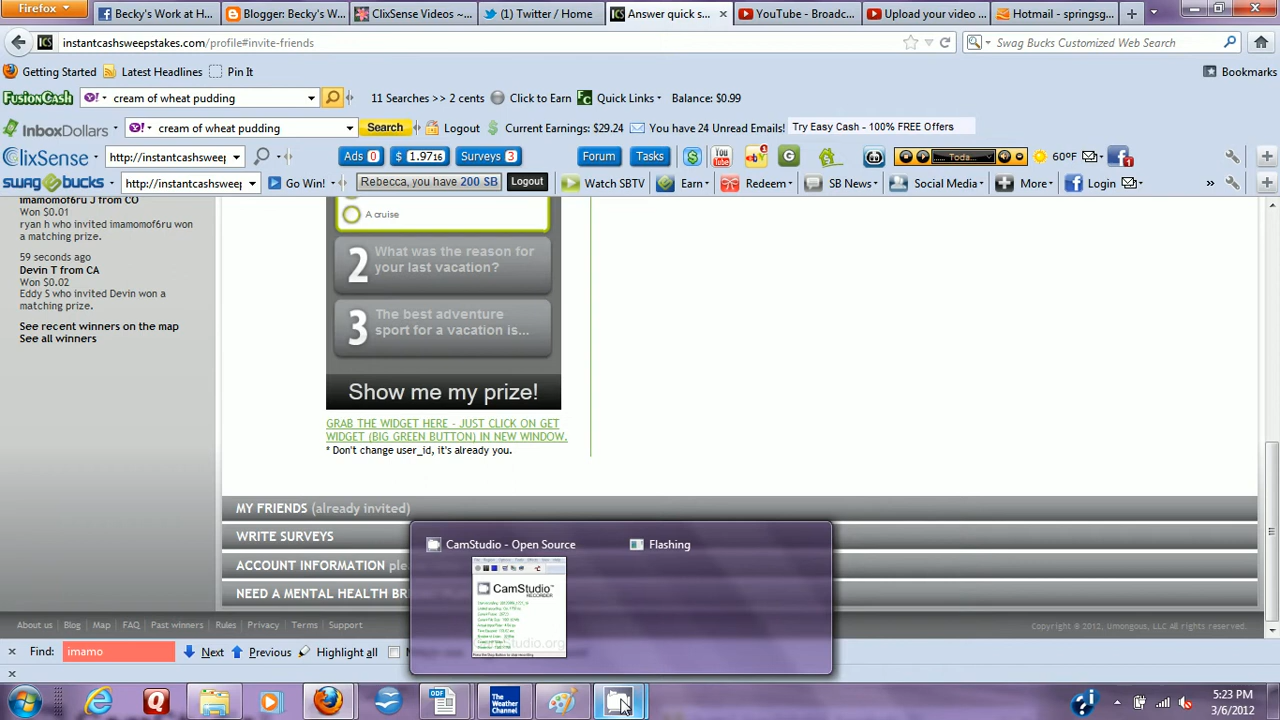 Firefox
Becky's Work at H...
Blogger: Becky's W...
ClixSense Videos ~...
(1) Twitter / Home
Answer quick s...
YouTube - Broadc...
Upload your video ...
Hotmail - springsg...
instantcashsweepstakes.com/profile#invite-friends
Swag Bucks Customized Web Search
Getting Started
Latest Headlines
Pin It
Bookmarks
FusionCash
cream of wheat pudding
11 Searches >> 2 cents
Click to Earn
Quick Links
Balance: $0.99
InboxDollars
cream of wheat pudding
Search
Logout
Current Earnings: $29.24
You have 24 Unread Emails!
Try Easy Cash - 100% FREE Offers
ClixSense
http://instantcashsweep
Ads 0
$ 1.9716
Surveys 3
Forum
Tasks
Toda...
60°F
1
swagbucks
http://instantcashsweep
Go Win!
Rebecca, you have 200 SB
Logout
Watch SBTV
Earn
Redeem
SB News
Social Media
More
Login
imamomof6ru J from CO
Won $0.01
ryan h who invited imamomof6ru won
a matching prize.
59 seconds ago
Devin T from CA
Won $0.02
Eddy S who invited Devin won a
matching prize.
See recent winners on the map
See all winners
A cruise
2 What was the reason for
your last vacation?
3 The best adventure
sport for a vacation is...
Show me my prize!
GRAB THE WIDGET HERE - JUST CLICK ON GET
WIDGET (BIG GREEN BUTTON) IN NEW WINDOW.
* Don't change user_id, it's already you.
MY FRIENDS (already invited)
WRITE SURVEYS
ACCOUNT INFORMATION
NEED A MENTAL HEALTH
CamStudio - Open Source
Flashing
CamStudio
RECORDER
About us
Blog
Map
FAQ
Past winners
Rules
Privacy
Terms
Support
Copyright © 2012, Umongous, LLC All rights reserved.
Find:
imamo
Next
Previous
Highlight all
ODF
The
Weather
Channel
5:23 PM
3/6/2012